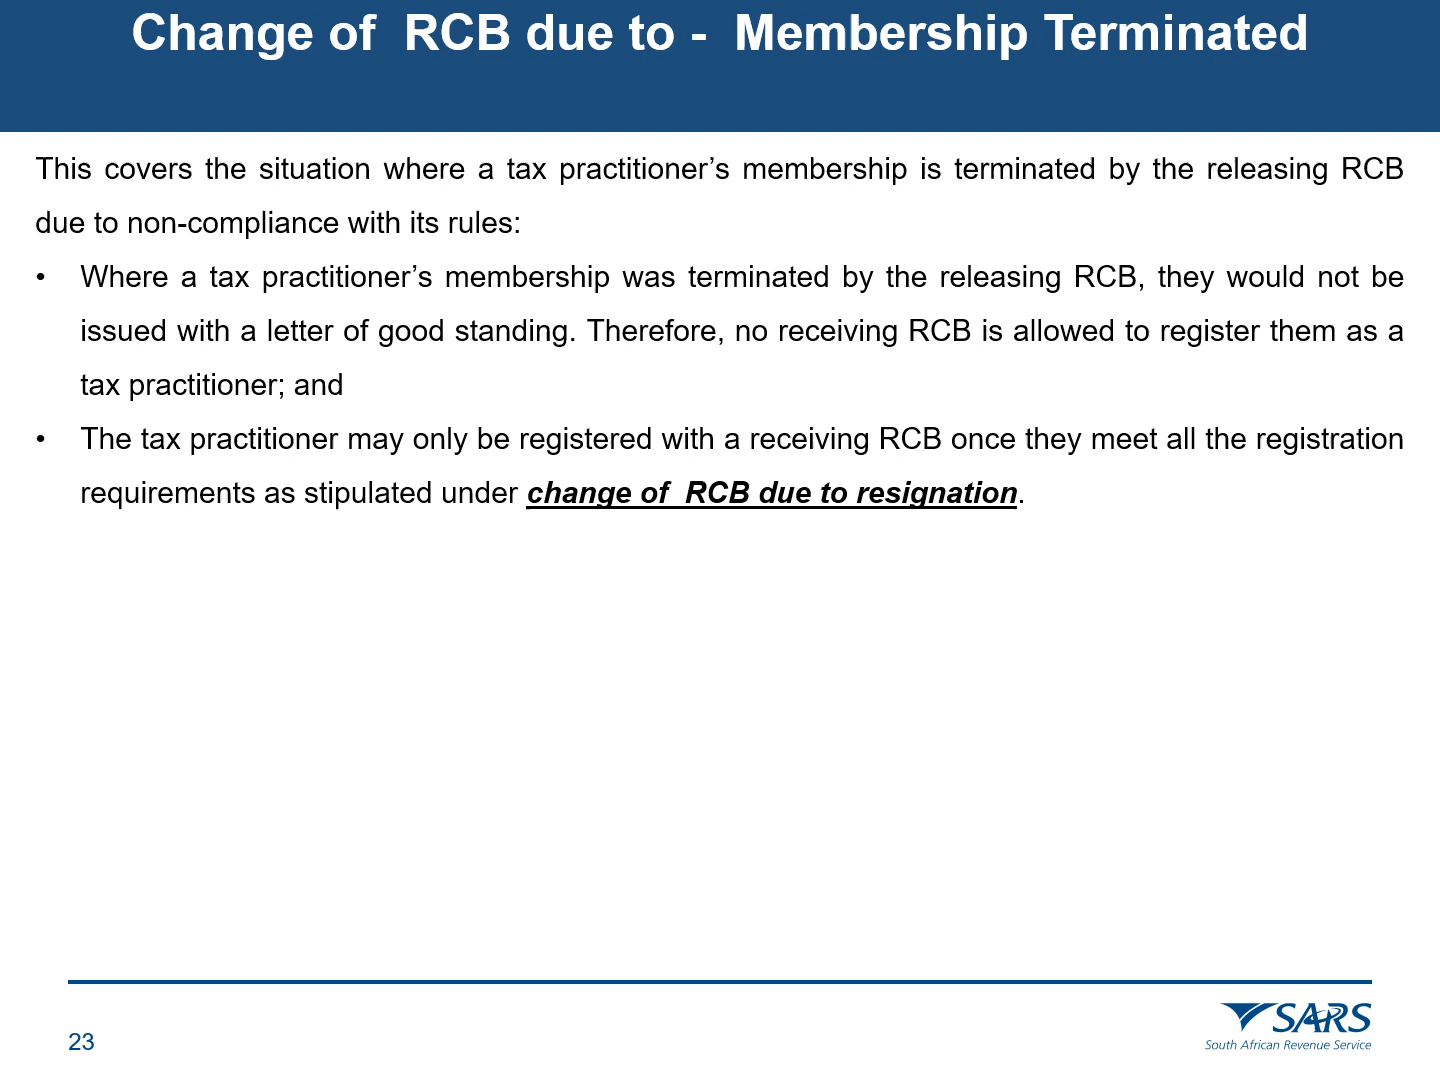 Change of  RCB due to -  Membership Terminated
This covers the situation where a tax practitioner’s membership is terminated by the releasing RCB
due to non-compliance with its rules:
• Where a tax practitioner’s membership was terminated by the releasing RCB, they would not be
issued with a letter of good standing. Therefore, no receiving RCB is allowed to register them as a
tax practitioner; and
• The tax practitioner may only be registered with a receiving RCB once they meet all the registration
requirements as stipulated under change of  RCB due to resignation.
SARS
South African Revenue Service
23